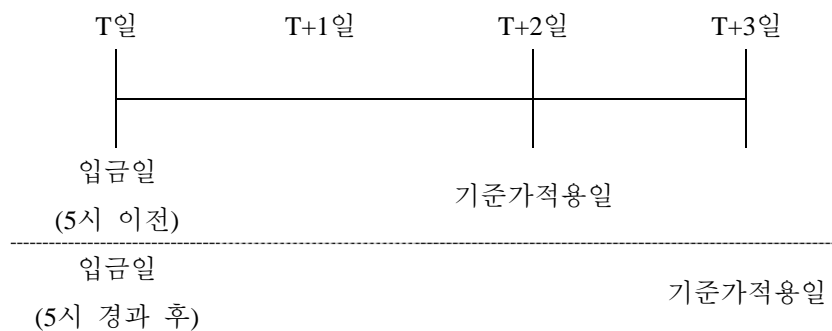 T일 T+1일 T+2일 T+3일
입금일
(5시 이전)
기준가적용일
입금일
(5시 경과 후)
기준가적용일